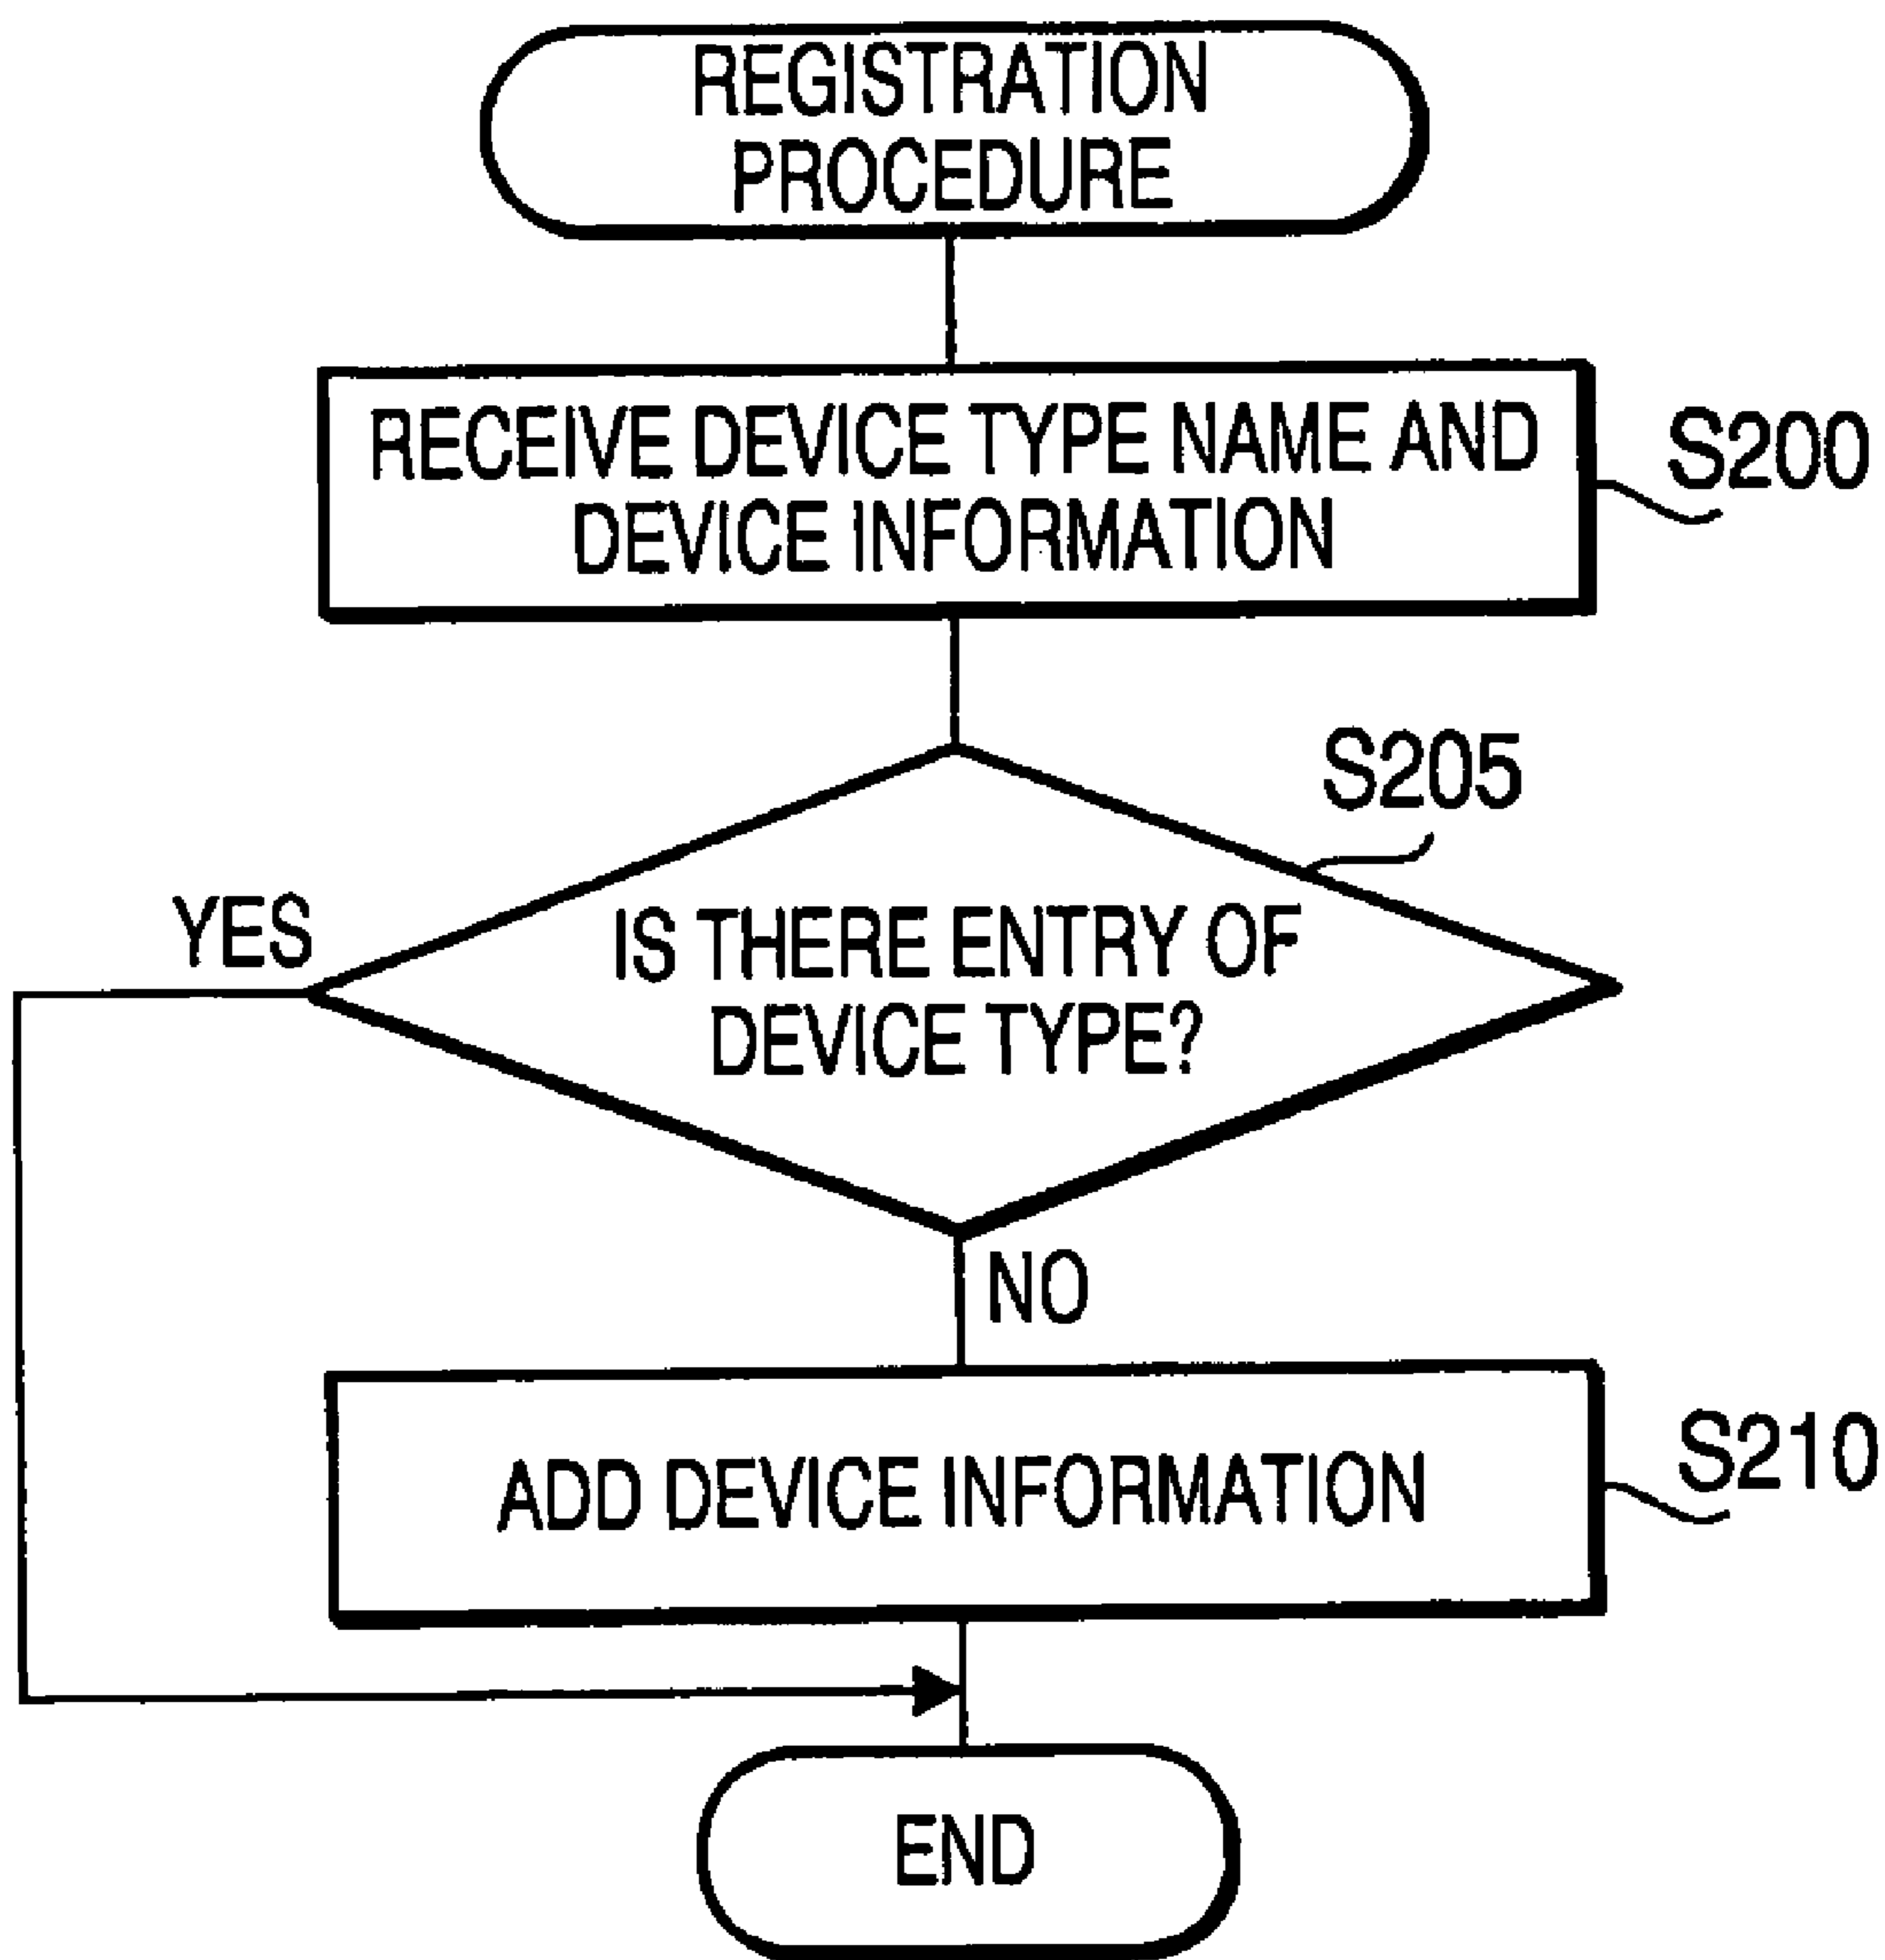 REGISTRATION
PROCEDURE
RECEIVE DEVICE TYPE NAME AND
DEVICE INFORMATION
S200
S205
YES
IS THERE ENTRY OF
DEVICE TYPE?
NO
ADD DEVICE INFORMATION
S210
END